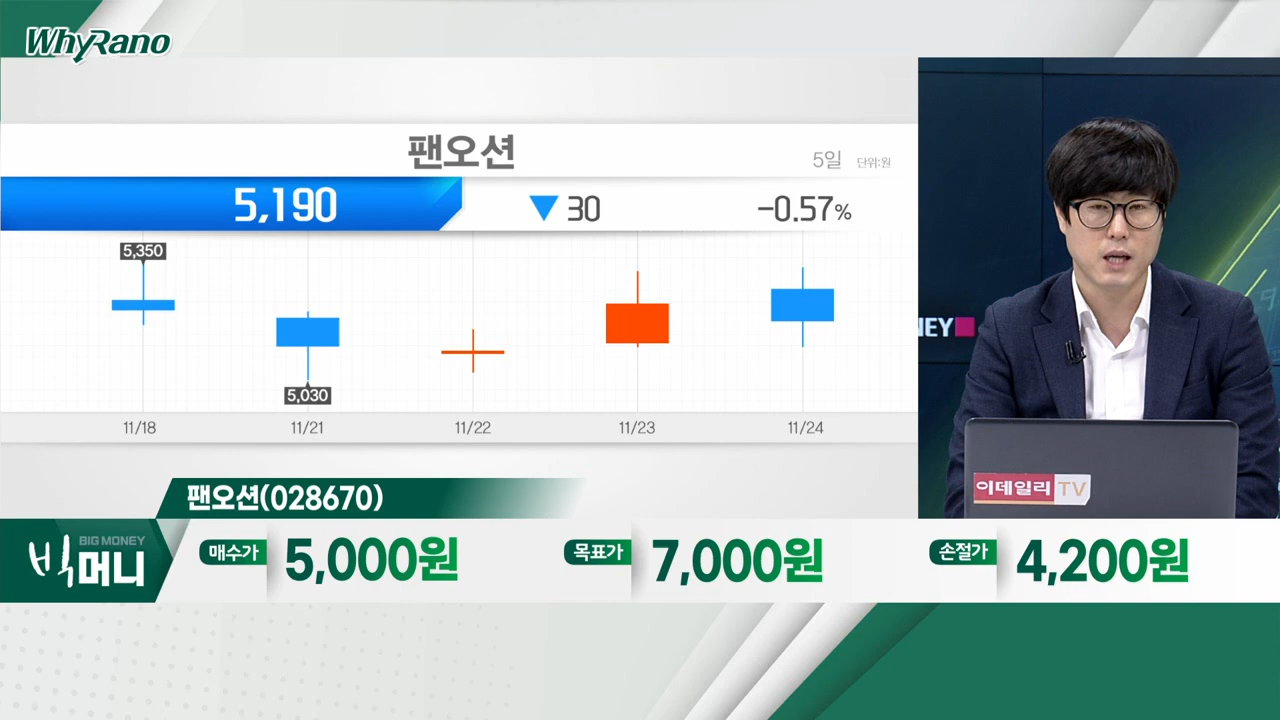 WhyRano
팬오션
5일 단위:원
5,190 ▼30 -0.57%
5,350
5,030
11/18 11/21 11/22 11/23 11/24
NEY
이데일리 TV
팬오션(028670)
BIG MONEY
빅머니
매수가 5,000원 목표가 7,000원 손절가 4,200원